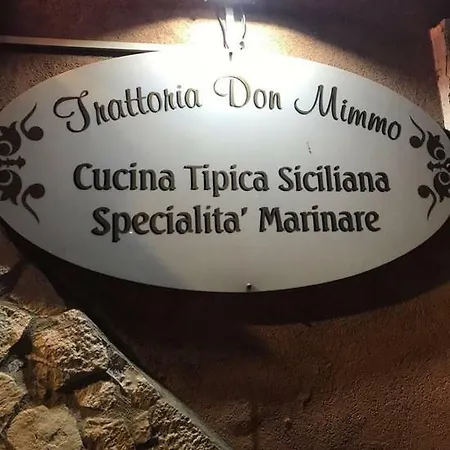 Trattoria Don Mimmo
Cucina Tipica Siciliana
Specialita' Marinare